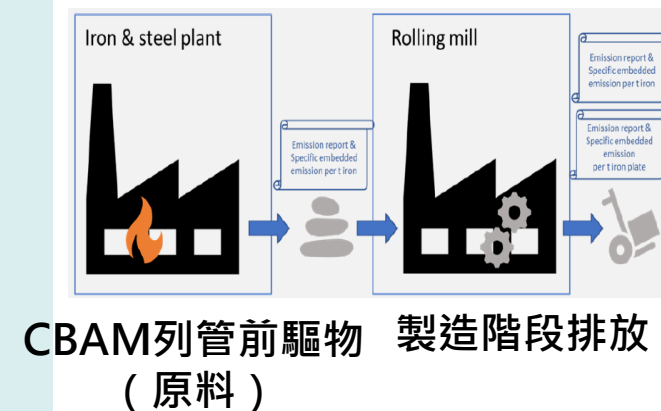 Iron & steel plant
Rolling mill
Emission report &
Specific embedded
emission per t iron
Emission report &
Specific embedded
emission per t iron
Emission report &
Specific embedded
emission
per t iron plate
CBAM列管前驅物
（原料）
製造階段排放